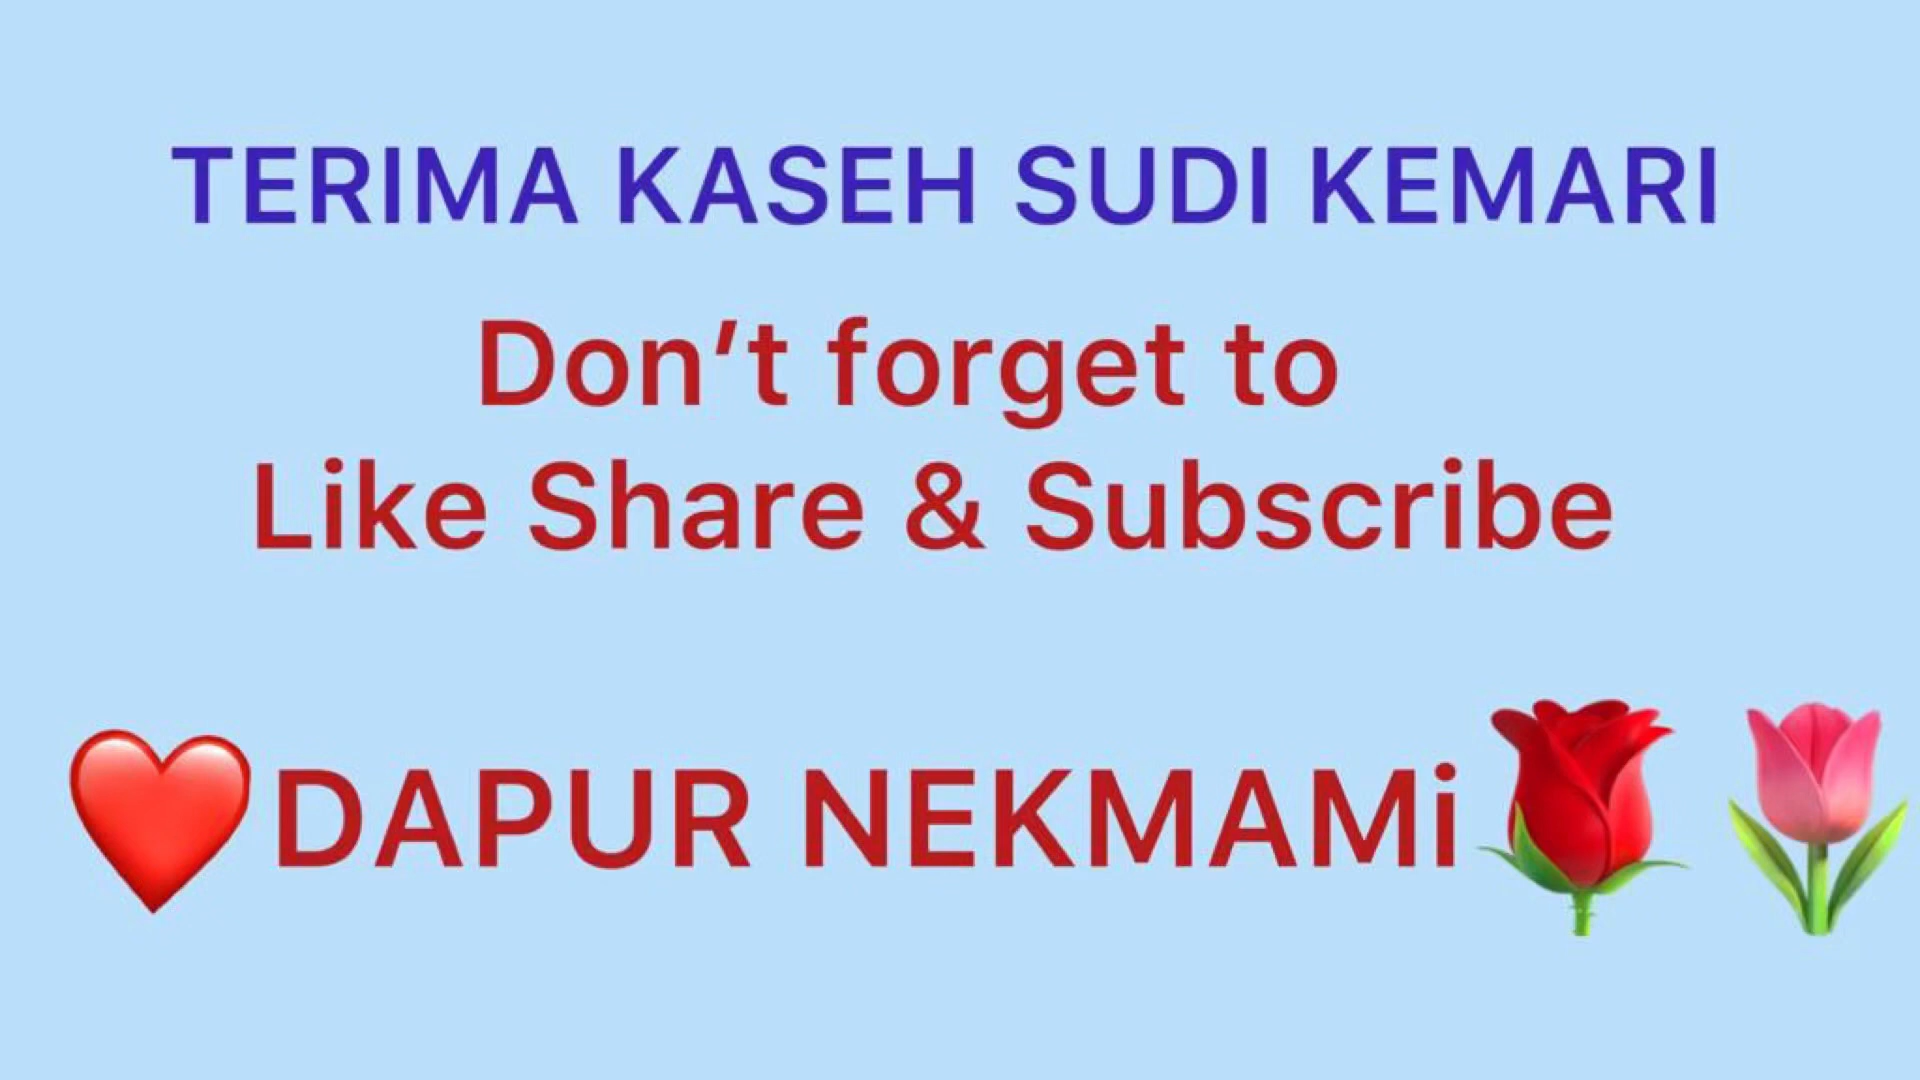 TERIMA KASEH SUDI KEMARI
Don't forget to
Like Share & Subscribe
❤️DAPUR NEKMAMi🌹🌷